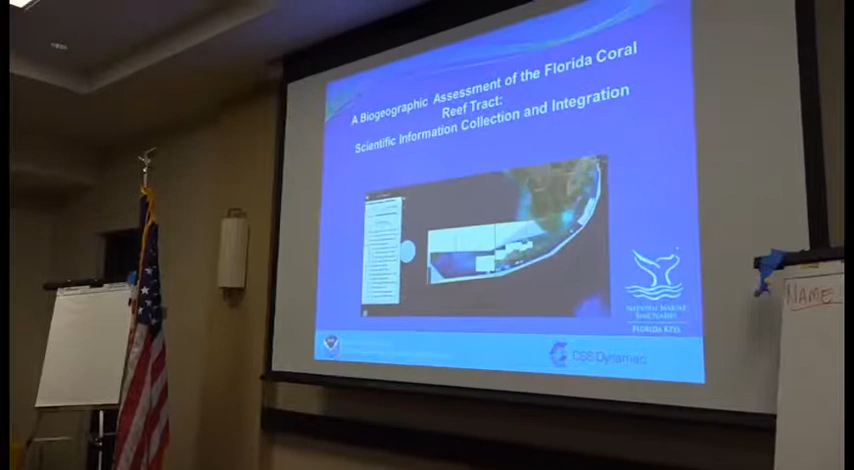 A Biogeographic Assessment of the Florida Coral
Reef Tract:
Scientific Information Collection and Integration
NATIONAL MARINE
SANCTUARIES
FLORIDA KEYS
CSS Dynamac
NAME